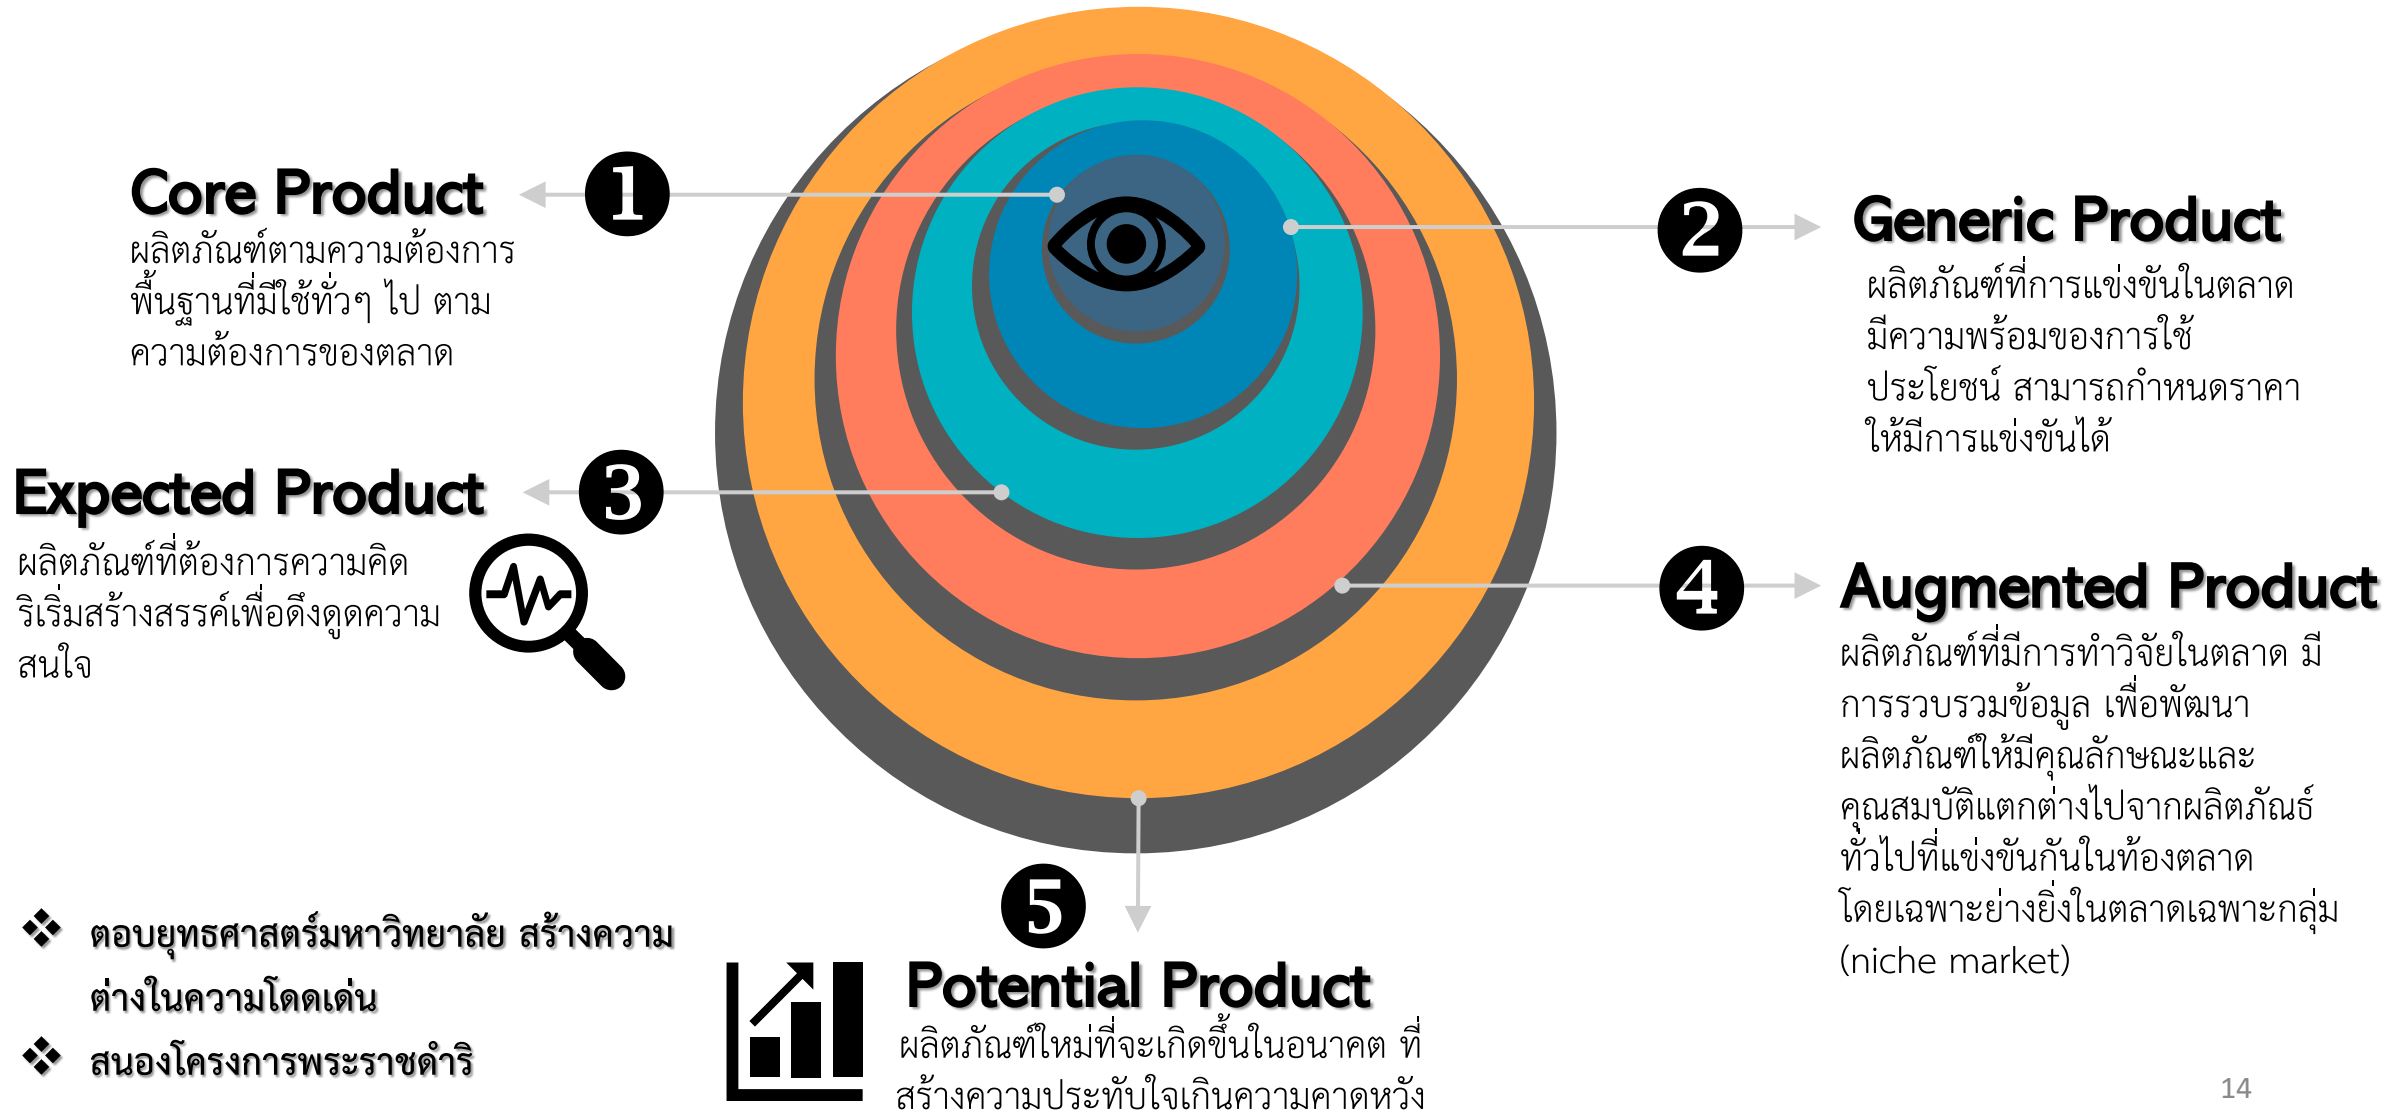 1
Core Product
ผลิตภัณฑ์ตามความต้องการ
พื้นฐานที่มีใช้ทั่วๆ ไป ตาม
ความต้องการของตลาด
2
Generic Product
ผลิตภัณฑ์ที่การแข่งขันในตลาด
มีความพร้อมของการใช้
ประโยชน์ สามารถกำหนดราคา
ให้มีการแข่งขันได้
3
Expected Product
ผลิตภัณฑ์ที่ต้องการความคิด
ริเริ่มสร้างสรรค์เพื่อดึงดูดความ
สนใจ
4
Augmented Product
ผลิตภัณฑ์ที่มีการทำวิจัยในตลาด มี
การรวบรวมข้อมูล เพื่อพัฒนา
ผลิตภัณฑ์ให้มีคุณลักษณะและ
คุณสมบัติแตกต่างไปจากผลิตภัณธ์
ทั่วไปที่แข่งขันกันในท้องตลาด
โดยเฉพาะย่างยิ่งในตลาดเฉพาะกลุ่ม
(niche market)
5
Potential Product
ผลิตภัณฑ์ใหม่ที่จะเกิดขึ้นในอนาคต ที่
สร้างความประทับใจเกินความคาดหวัง
❖ ตอบยุทธศาสตร์มหาวิทยาลัย สร้างความ
ต่างในความโดดเด่น
❖ สนองโครงการพระราชดำริ
14